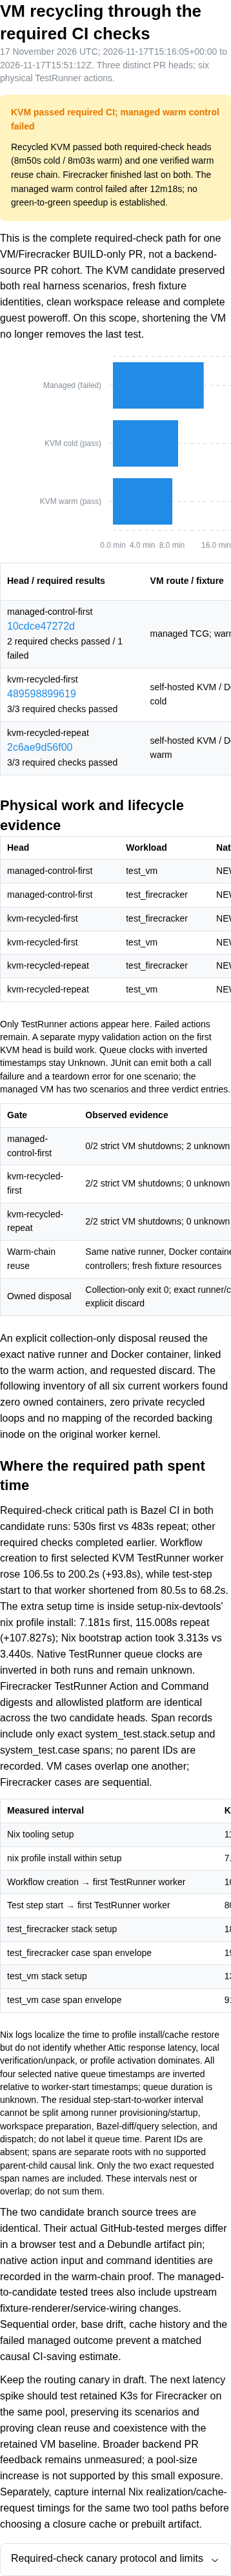 VM recycling through the
required CI checks
17 November 2026 UTC; 2026-11-17T15:16:05+00:00 to
2026-11-17T15:51:12Z. Three distinct PR heads; six
physical TestRunner actions.
KVM passed required CI; managed warm control
failed
Recycled KVM passed both required-check heads
(8m50s cold / 8m03s warm) and one verified warm
reuse chain. Firecracker finished last on both. The
managed warm control failed after 12m18s; no
green-to-green speedup is established.
This is the complete required-check path for one
VM/Firecracker BUILD-only PR, not a backend-
source PR cohort. The KVM candidate preserved
both real harness scenarios, fresh fixture
identities, clean workspace release and complete
guest poweroff. On this scope, shortening the VM
no longer removes the last test.
Managed (failed)
KVM cold (pass)
KVM warm (pass)
0.0 min 4.0 min 8.0 min 16.0 min
Head / required results VM route / fixture
managed-control-first
10cdce47272d
2 required checks passed / 1
failed
managed TCG; warm
kvm-recycled-first
489598899619
3/3 required checks passed
self-hosted KVM / D
cold
kvm-recycled-repeat
2c6ae9d56f00
3/3 required checks passed
self-hosted KVM / D
warm
Physical work and lifecycle
evidence
Head Workload Nat
managed-control-first test_vm NEW
managed-control-first test_firecracker NEW
kvm-recycled-first test_firecracker NEW
kvm-recycled-first test_vm NEW
kvm-recycled-repeat test_firecracker NEW
kvm-recycled-repeat test_vm NEW
Only TestRunner actions appear here. Failed actions
remain. A separate mypy validation action on the first
KVM head is build work. Queue clocks with inverted
timestamps stay Unknown. JUnit can emit both a call
failure and a teardown error for one scenario; the
managed VM has two scenarios and three verdict entries.
Gate Observed evidence
managed-
control-first
0/2 strict VM shutdowns; 2 unknown
kvm-recycled-
first
2/2 strict VM shutdowns; 0 unknown
kvm-recycled-
repeat
2/2 strict VM shutdowns; 0 unknown
Warm-chain
reuse
Same native runner, Docker containe
controllers; fresh fixture resources
Owned disposal
Collection-only exit 0; exact runner/c
explicit discard
An explicit collection-only disposal reused the
exact native runner and Docker container, linked
to the warm action, and requested discard. The
following inventory of all six current workers found
zero owned containers, zero private recycled
loops and no mapping of the recorded backing
inode on the original worker kernel.
Where the required path spent
time
Required-check critical path is Bazel CI in both
candidate runs: 530s first vs 483s repeat; other
required checks completed earlier. Workflow
creation to first selected KVM TestRunner worker
rose 106.5s to 200.2s (+93.8s), while test-step
start to that worker shortened from 80.5s to 68.2s.
The extra setup time is inside setup-nix-devtools'
nix profile install: 7.181s first, 115.008s repeat
(+107.827s); Nix bootstrap action took 3.313s vs
3.440s. Native TestRunner queue clocks are
inverted in both runs and remain unknown.
Firecracker TestRunner Action and Command
digests and allowlisted platform are identical
across the two candidate heads. Span records
include only exact system_test.stack.setup and
system_test.case spans; no parent IDs are
recorded. VM cases overlap one another;
Firecracker cases are sequential.
Measured interval K
Nix tooling setup 11
nix profile install within setup 7.
Workflow creation → first TestRunner worker 10
Test step start → first TestRunner worker 80
test_firecracker stack setup 18
test_firecracker case span envelope 15
test_vm stack setup 13
test_vm case span envelope 91
Nix logs localize the time to profile install/cache restore
but do not identify whether Attic response latency, local
verification/unpack, or profile activation dominates. All
four selected native queue timestamps are inverted
relative to worker-start timestamps; queue duration is
unknown. The residual step-start-to-worker interval
cannot be split among runner provisioning/startup,
workspace preparation, Bazel-diff/query selection, and
dispatch; do not label it queue time. Parent IDs are
absent; spans are separate roots with no supported
parent-child causal link. Only the two exact requested
span names are included. These intervals nest or
overlap; do not sum them.
The two candidate branch source trees are
identical. Their actual GitHub-tested merges differ
in a browser test and a Debundle artifact pin;
native action input and command identities are
recorded in the warm-chain proof. The managed-
to-candidate tested trees also include upstream
fixture-renderer/service-wiring changes.
Sequential order, base drift, cache history and the
failed managed outcome prevent a matched
causal CI-saving estimate.
Keep the routing canary in draft. The next latency
spike should test retained K3s for Firecracker on
the same pool, preserving its scenarios and
proving clean reuse and coexistence with the
retained VM baseline. Broader backend PR
feedback remains unmeasured; a pool-size
increase is not supported by this small exposure.
Separately, capture internal Nix realization/cache-
request timings for the same two tool paths before
choosing a closure cache or prebuilt artifact.
Required-check canary protocol and limits